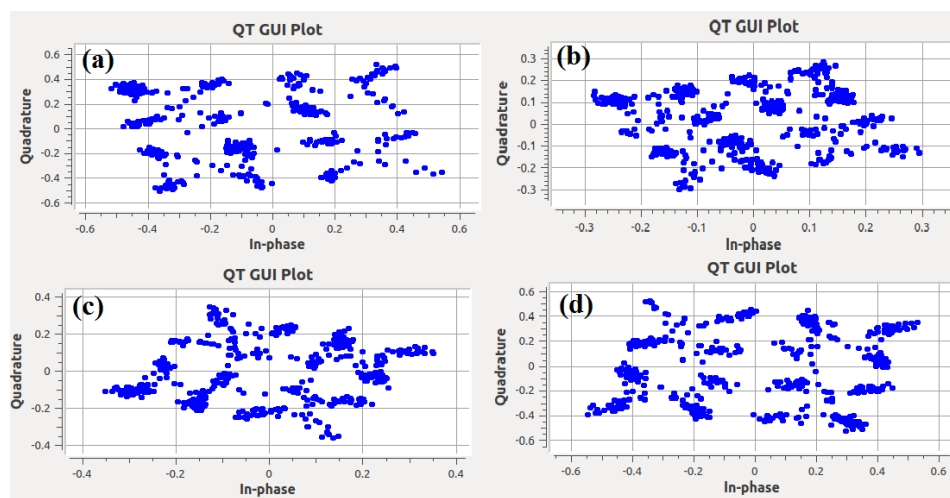 QT GUI Plot
(a)
Quadrature
0.6
0.4
0.2
0
-0.2
-0.4
-0.6
-0.6 -0.4 -0.2 0 0.2 0.4 0.6
In-phase
QT GUI Plot
(b)
Quadrature
0.3
0.2
0.1
0
-0.1
-0.2
-0.3
-0.3 -0.2 -0.1 0 0.1 0.2 0.3
In-phase
QT GUI Plot
(c)
Quadrature
0.4
0.2
0
-0.2
-0.4
-0.4 -0.2 0 0.2 0.4
In-phase
QT GUI Plot
(d)
Quadrature
0.6
0.4
0.2
0
-0.2
-0.4
-0.6
-0.6 -0.4 -0.2 0 0.2 0.4 0.6
In-phase